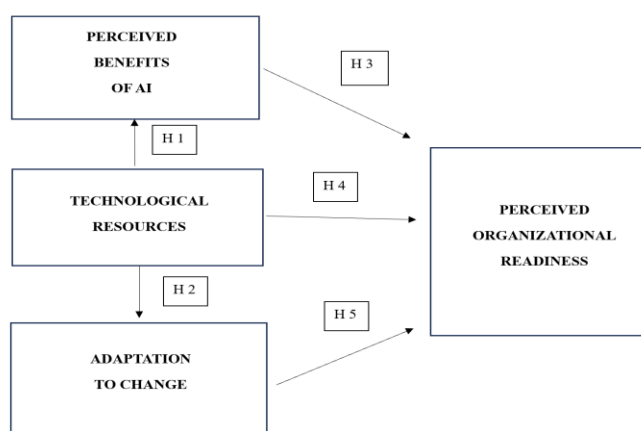 PERCEIVED
BENEFITS
OF AI
H 3
H 1
TECHNOLOGICAL
RESOURCES
H 4
PERCEIVED
ORGANIZATIONAL
READINESS
H 2
H 5
ADAPTATION
TO CHANGE